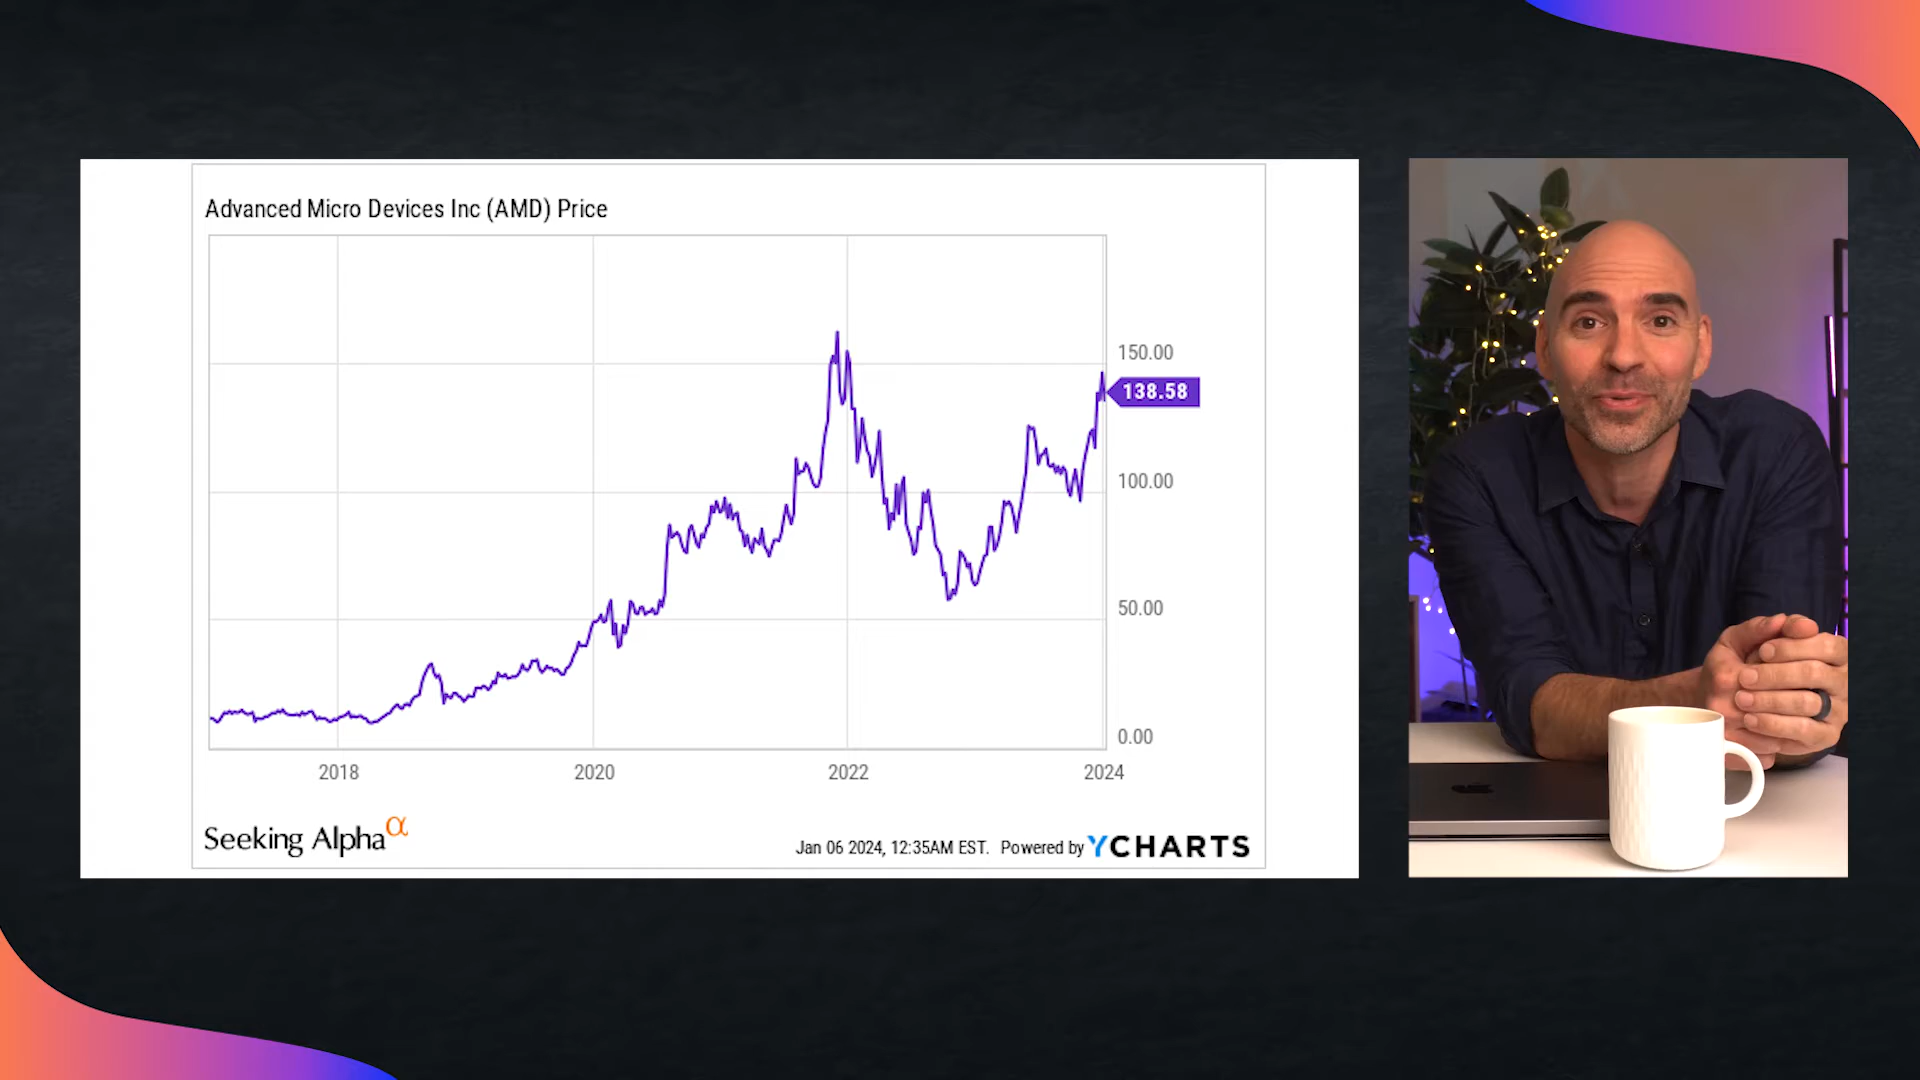 Advanced Micro Devices Inc (AMD) Price
150.00
138.58
100.00
50.00
0.00
2018 2020 2022 2024
Seeking Alpha α
Jan 06 2024, 12:35AM EST. Powered by YCHARTS